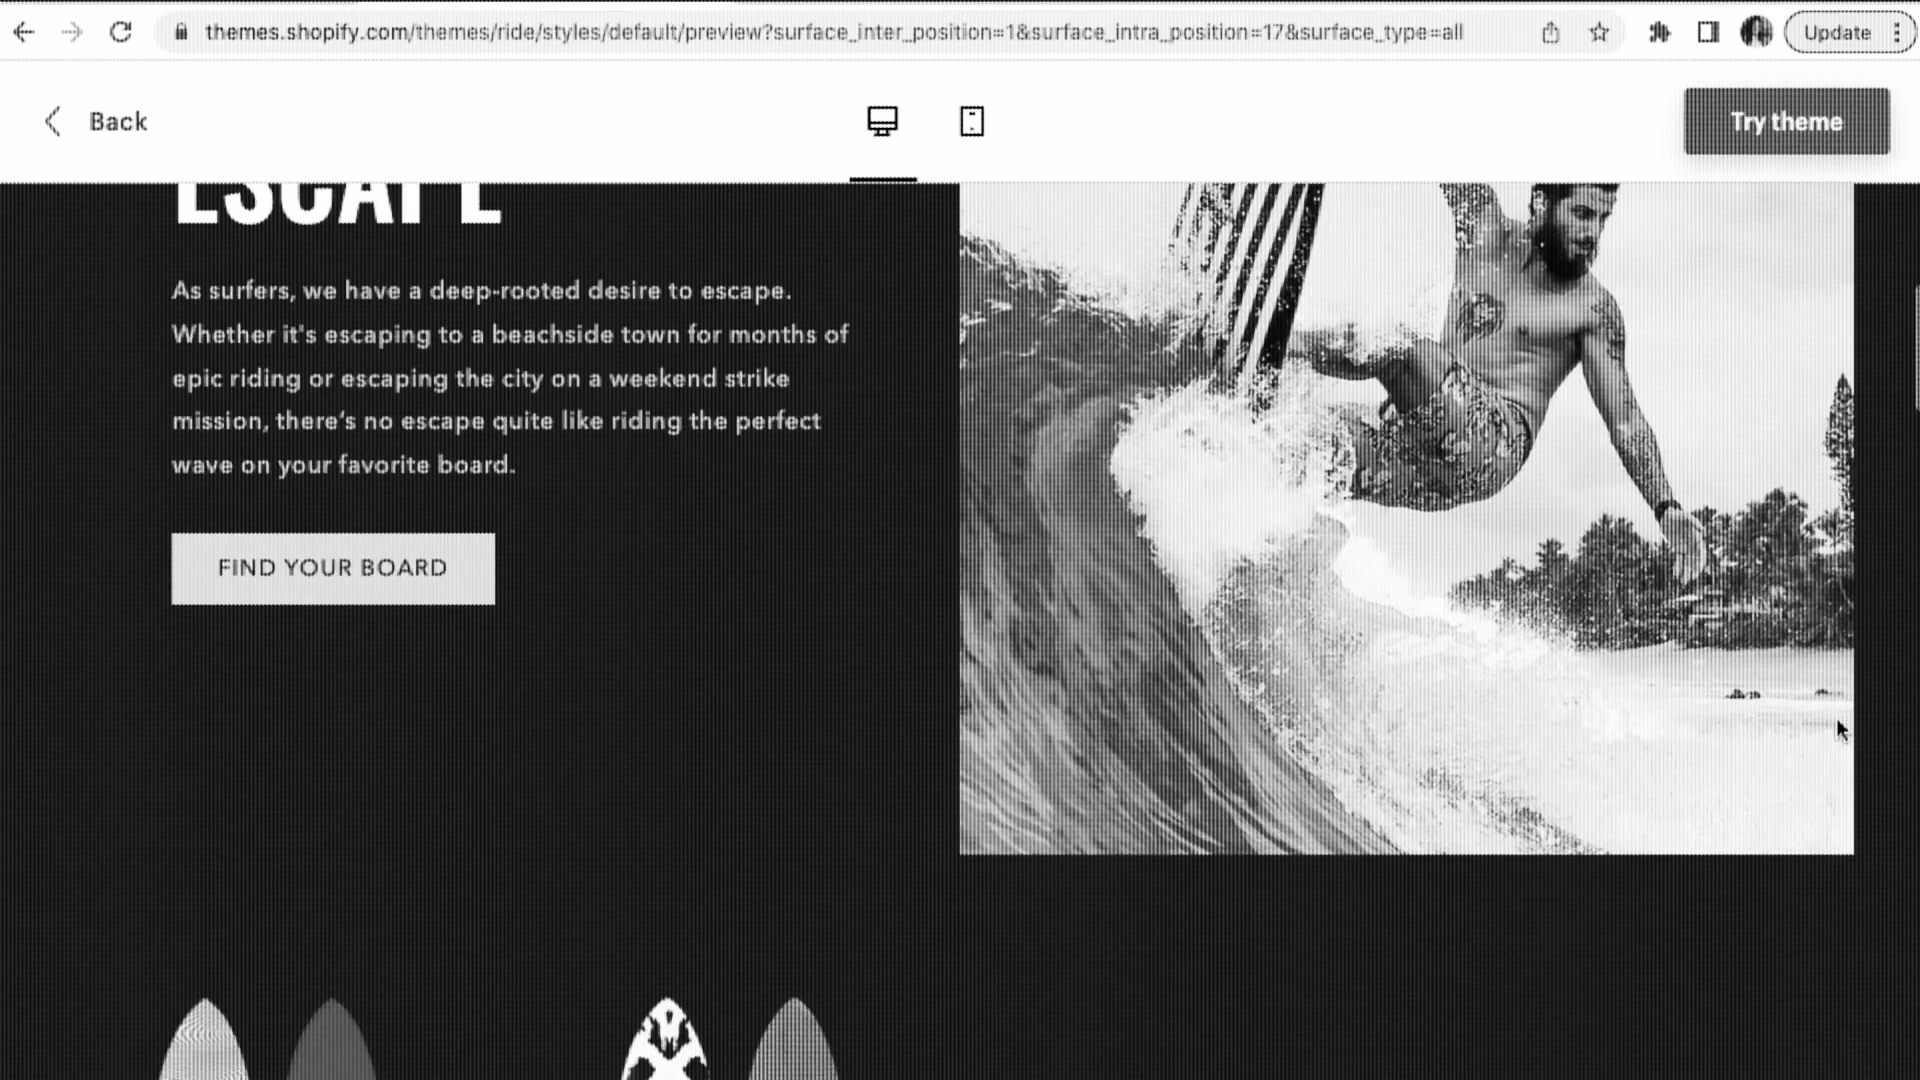 themes.shopify.com/themes/ride/styles/default/preview?surface_inter_position=1&surface_intra_position=17&surface_type=all
Update
Back
Try theme
ESCAPE
As surfers, we have a deep-rooted desire to escape.
Whether it's escaping to a beachside town for months of
epic riding or escaping the city on a weekend strike
mission, there's no escape quite like riding the perfect
wave on your favorite board.
FIND YOUR BOARD